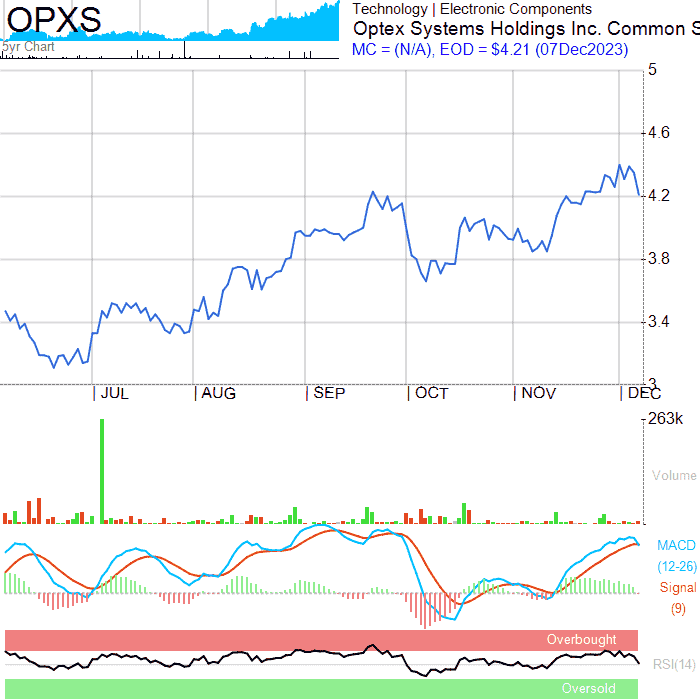 OPXS
5yr Chart
Technology | Electronic Components
Optex Systems Holdings Inc. Common S
MC = (N/A), EOD = $4.21 (07Dec2023)
5
4.6
4.2
3.8
3.4
3
JUL AUG SEP OCT NOV DEC
263k
Volume
MACD
(12-26)
Signal
(9)
Overbought
RSI(14)
Oversold